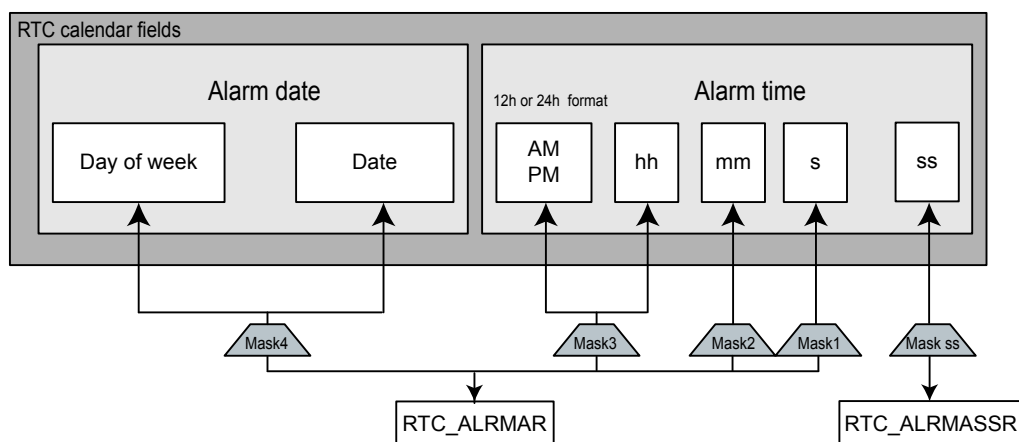 RTC calendar fields
Alarm date
Alarm time
12h or 24h format
Day of week
Date
AM
PM
hh
mm
s
ss
Mask4
Mask3
Mask2
Mask1
Mask ss
RTC_ALRMAR
RTC_ALRMASSR